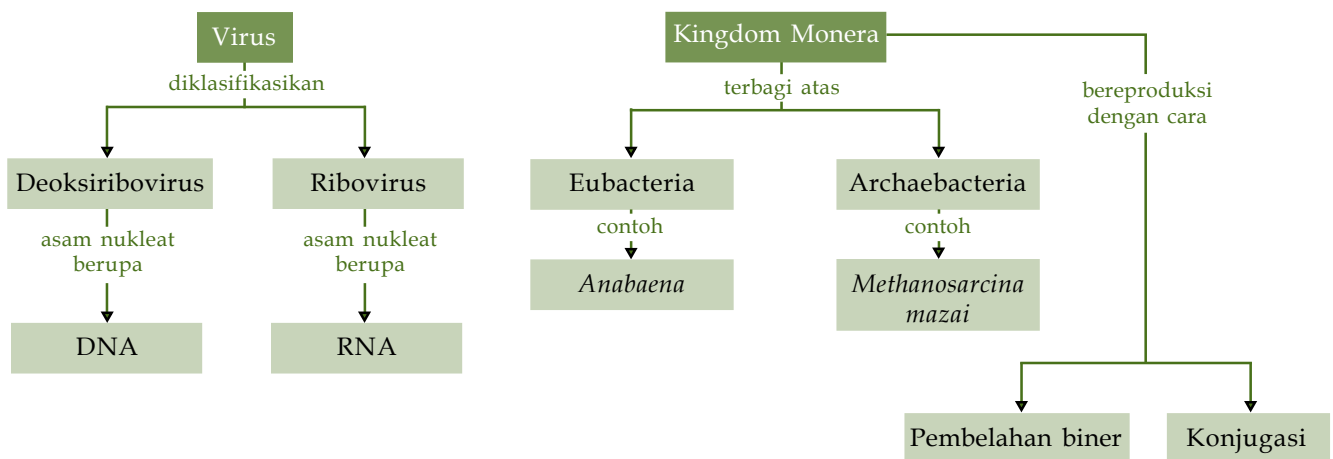 Virus
diklasifikasikan
Deoksiribovirus
Ribovirus
asam nukleat
berupa
asam nukleat
berupa
DNA
RNA
Kingdom Monera
terbagi atas
bereproduksi
dengan cara
Eubacteria
Archaebacteria
contoh
contoh
Anabaena
Methanosarcina
mazai
Pembelahan biner
Konjugasi